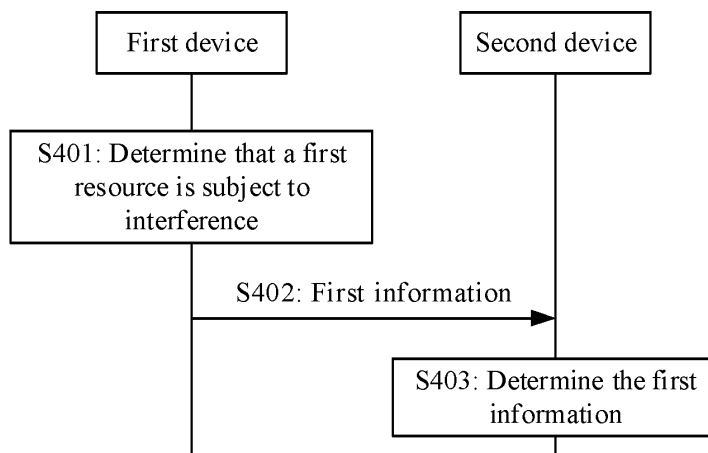 First device
Second device
S401: Determine that a first
resource is subject to
interference
S402: First information
S403: Determine the first
information